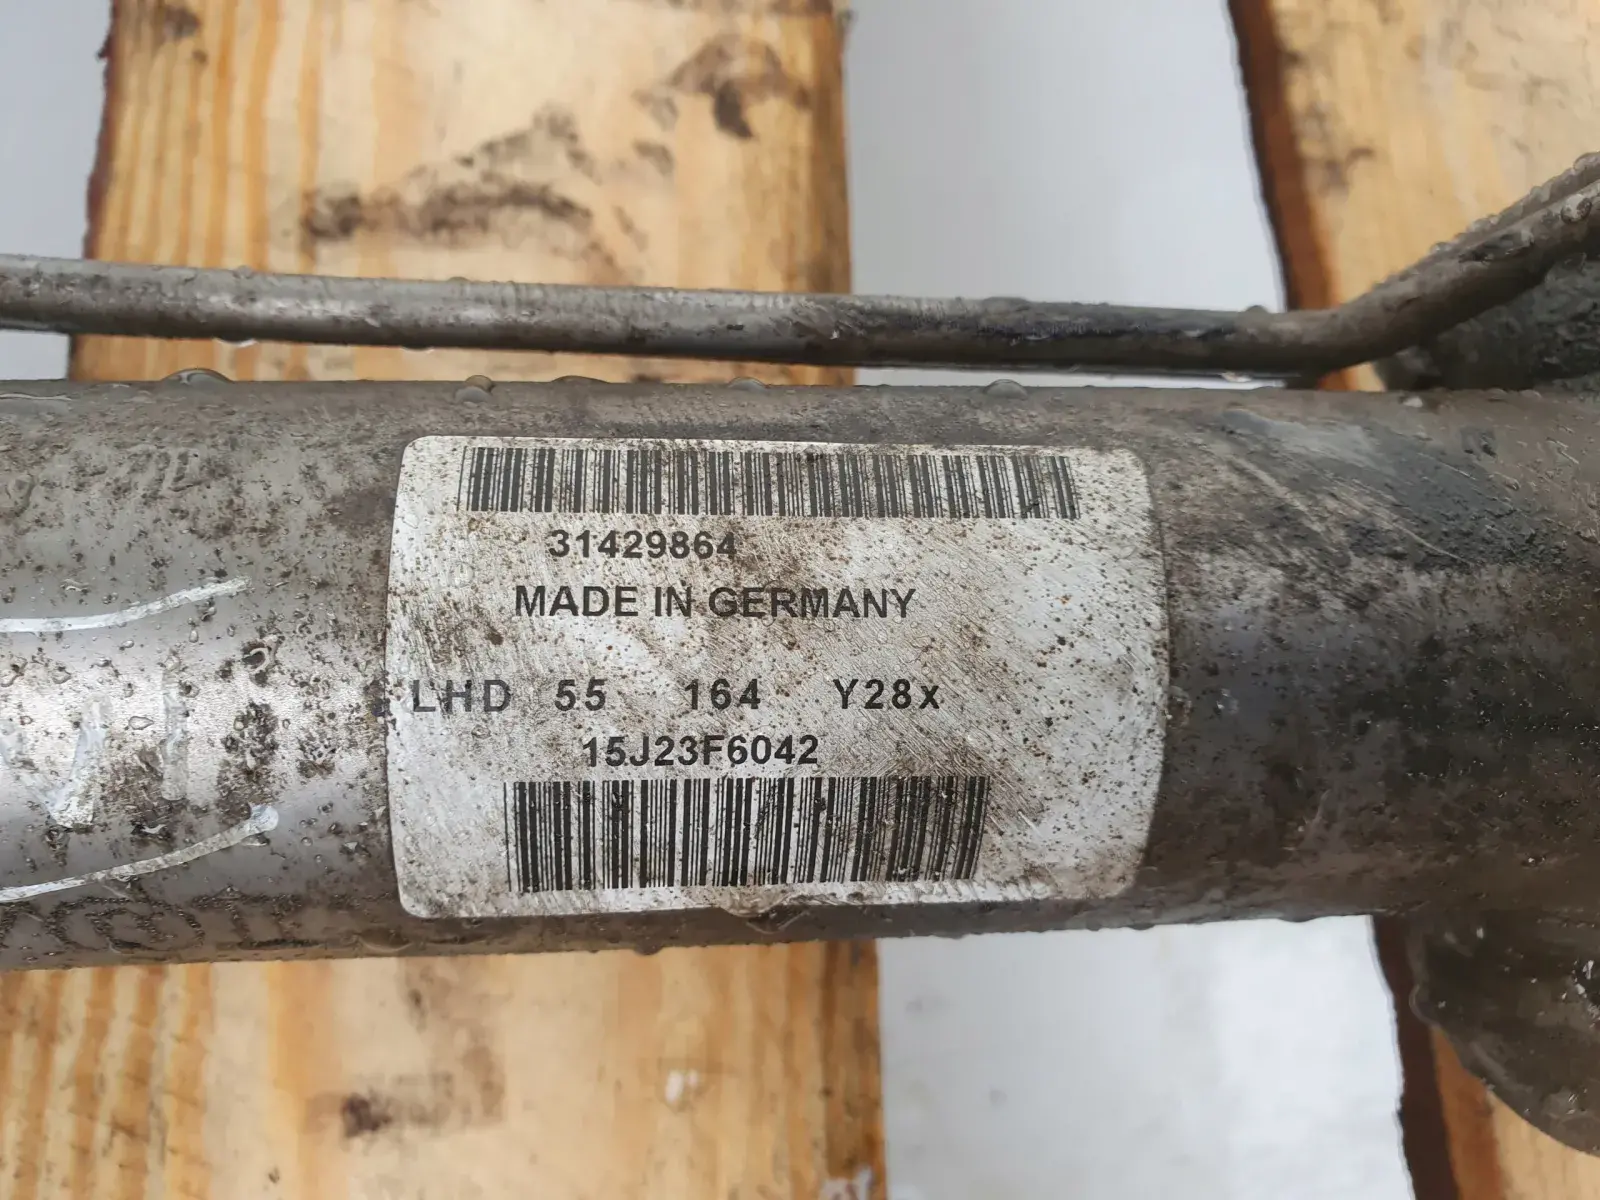 31429864
MADE IN GERMANY
LHD 55 164 Y28x
15J23F6042